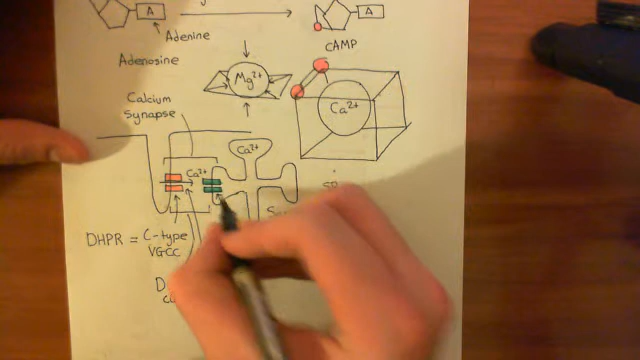 A
Adenine
Adenosine
A
CAMP
Mg²⁺
Ca²⁺
Calcium
Synapse
Ca²⁺
Ca²⁺
DHPR = C-type
VGCC